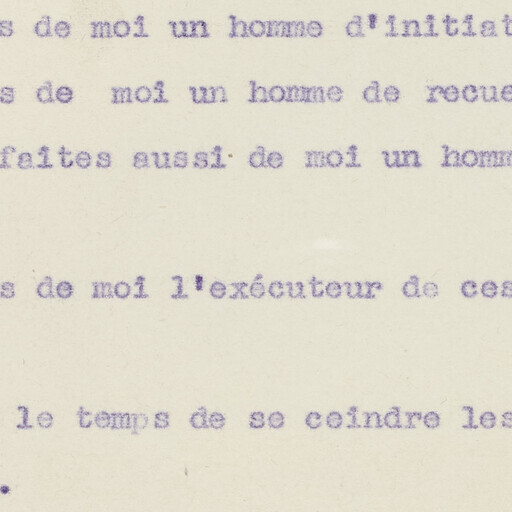 s de moi un homme d'initiat
s de moi un homme de recue
faites aussi de moi un homm
s de moi l'exécuteur de ces
le temps de se ceindre les
.